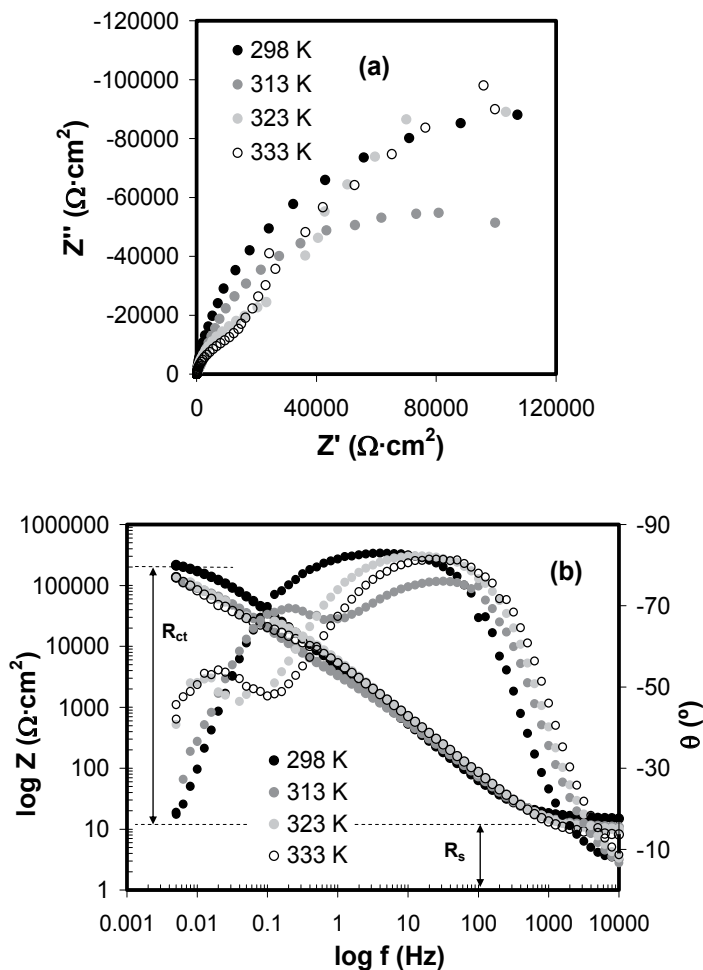 -120000
-100000
-80000
-60000
-40000
-20000
0
Z'' (Ω·cm²)
298 K
313 K
323 K
333 K
(a)
0
40000
80000
120000
Z' (Ω·cm²)
1000000
100000
10000
1000
100
10
1
log Z (Ω·cm²)
(b)
R_ct
298 K
313 K
323 K
333 K
R_s
-90
-70
-50
-30
-10
θ (º)
0.001
0.01
0.1
1
10
100
1000
10000
log f (Hz)